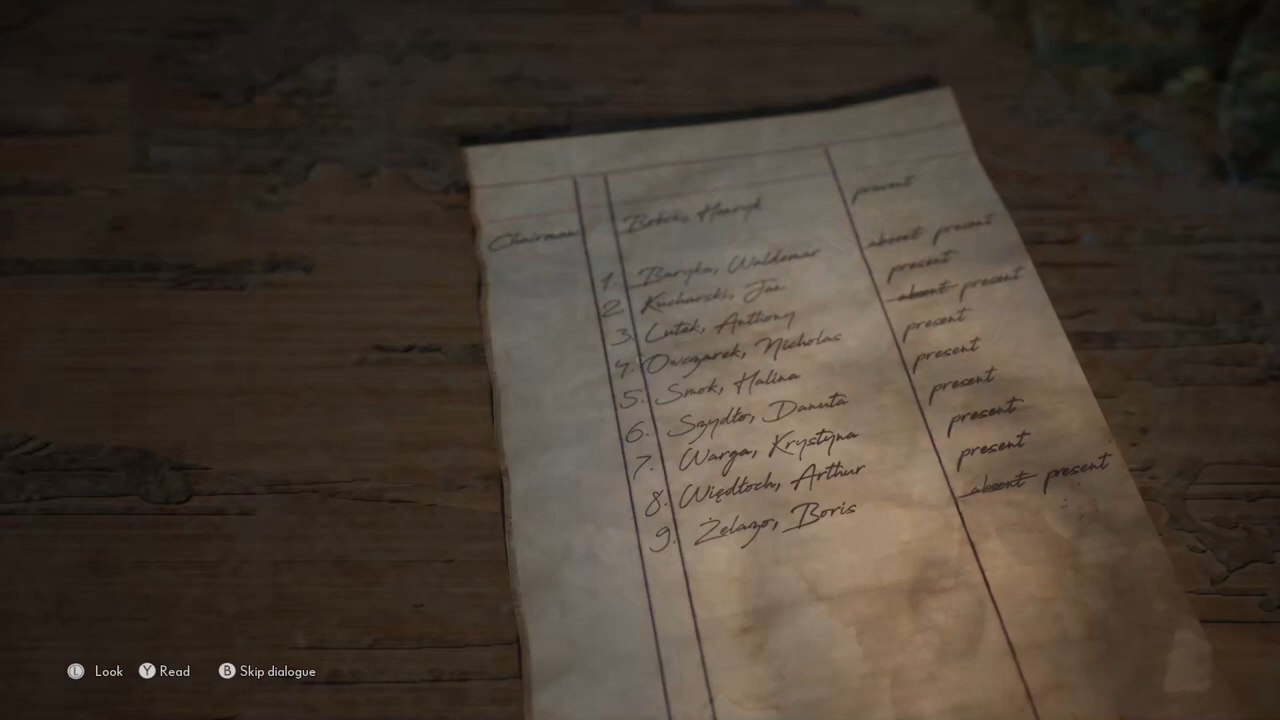 Chairman Henryk present
1. Baryka, Waldemar absent present
2 Kucharski, Jan present
3. Lutek, Anthony absent present
4. Owczarek, Nicholas present
5. Smok, Halina present
6. Szydło, Danuta present
7. Warga, Krystyna present
8. Więdłoch, Arthur present
9. Żelazo, Boris absent present
L Look Y Read B Skip dialogue